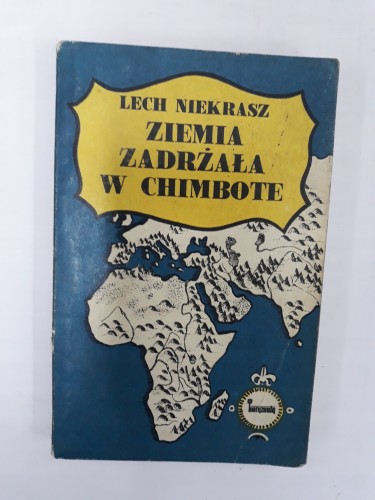 LECH NIEKRASZ
ZIEMIA
ZADRŻAŁA
W CHIMBOTE